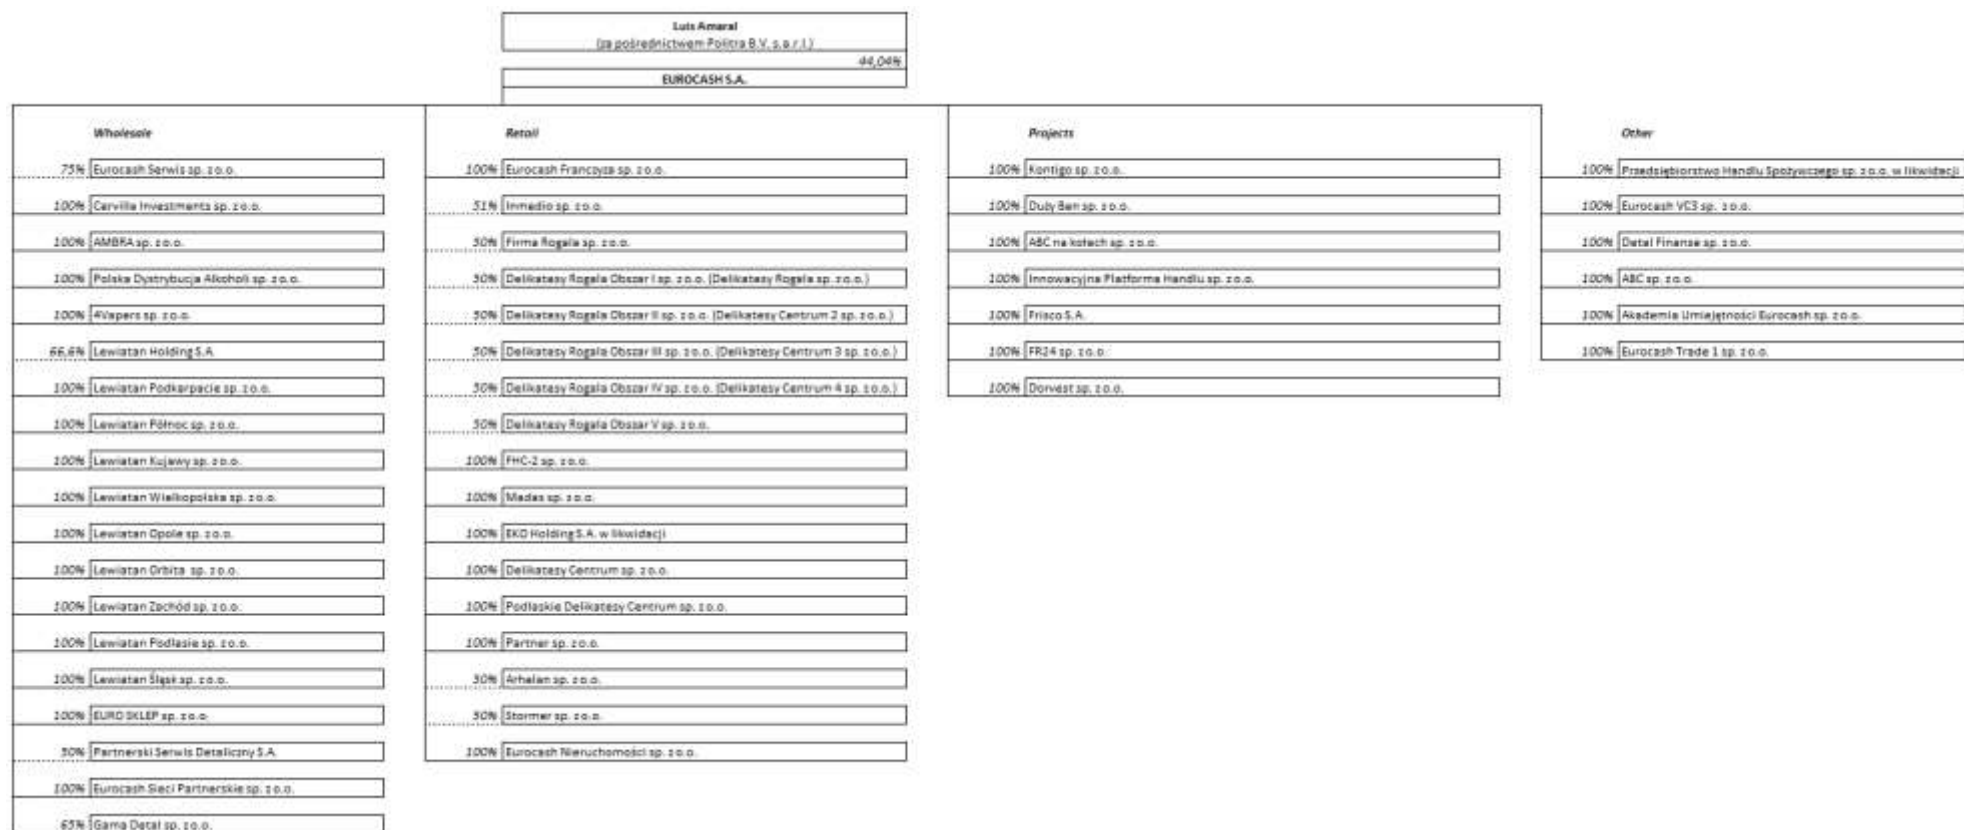 Luis Amaral
(za pośrednictwem Politra B.V. s.a.r.l.)
44,04%
EUROCASH S.A.
Wholesale
75% Eurocash Serwis sp. z o.o.
100% Cervilla Investments sp. z o.o.
100% AMBRA sp. z o.o.
100% Polska Dystrybucja Alkoholi sp. z o.o.
100% 4Vapers sp. z o.o.
66,6% Lewiatan Holding S.A.
100% Lewiatan Podkarpacie sp. z o.o.
100% Lewiatan Północ sp. z o.o.
100% Lewiatan Kujawy sp. z o.o.
100% Lewiatan Wielkopolska sp. z o.o.
100% Lewiatan Opole sp. z o.o.
100% Lewiatan Orbita sp. z o.o.
100% Lewiatan Zachód sp. z o.o.
100% Lewiatan Podlasie sp. z o.o.
100% Lewiatan Śląsk sp. z o.o.
100% EURO SKLEP sp. z o.o.
50% Partnerski Serwis Detaliczny S.A.
100% Eurocash Sieci Partnerskie sp. z o.o.
65% Gama Detal sp. z o.o.
Retail
100% Eurocash Franczyza sp. z o.o.
51% Inmedio sp. z o.o.
50% Firma Rogala sp. z o.o.
50% Delikatesy Rogala Obszar I sp. z o.o. (Delikatesy Rogala sp. z o.o.)
50% Delikatesy Rogala Obszar II sp. z o.o. (Delikatesy Centrum 2 sp. z o.o.)
50% Delikatesy Rogala Obszar III sp. z o.o. (Delikatesy Centrum 3 sp. z o.o.)
50% Delikatesy Rogala Obszar IV sp. z o.o. (Delikatesy Centrum 4 sp. z o.o.)
50% Delikatesy Rogala Obszar V sp. z o.o.
100% FHC-2 sp. z o.o.
100% Madas sp. z o.o.
100% EKO Holding S.A. w likwidacji
100% Delikatesy Centrum sp. z o.o.
100% Podlaskie Delikatesy Centrum sp. z o.o.
100% Partner sp. z o.o.
50% Arhelan sp. z o.o.
50% Stormer sp. z o.o.
100% Eurocash Nieruchomości sp. z o.o.
Projects
100% Kontigo sp. z o.o.
100% Duży Ben sp. z o.o.
100% ABC na kołach sp. z o.o.
100% Innowacyjna Platforma Handlu sp. z o.o.
100% Frisco S.A.
100% FR24 sp. z o.o.
100% Dorvest sp. z o.o.
Other
100% Przedsiębiorstwo Handlu Spożywczego sp. z o.o. w likwidacji
100% Eurocash VC3 sp. z o.o.
100% Detal Finanse sp. z o.o.
100% ABC sp. z o.o.
100% Akademia Umiejętności Eurocash sp. z o.o.
100% Eurocash Trade 1 sp. z o.o.